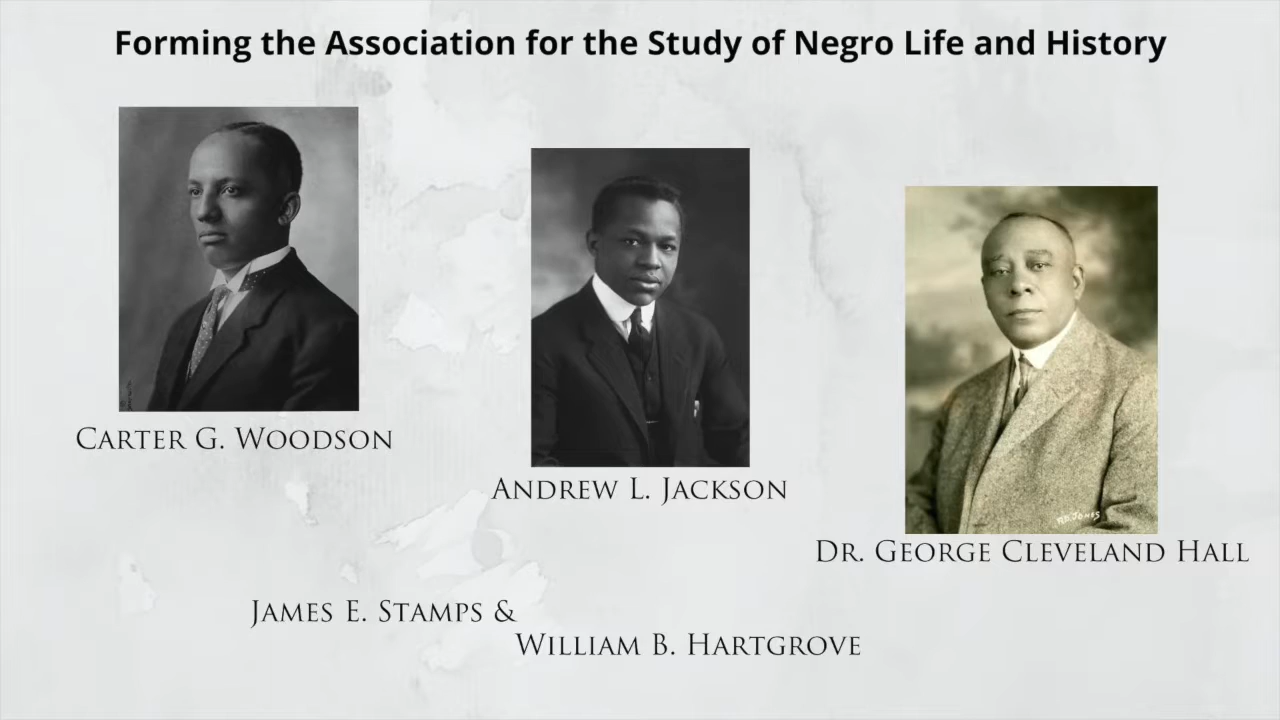 Forming the Association for the Study of Negro Life and History
Carter G. Woodson
Andrew L. Jackson
Dr. George Cleveland Hall
James E. Stamps &
William B. Hartgrove